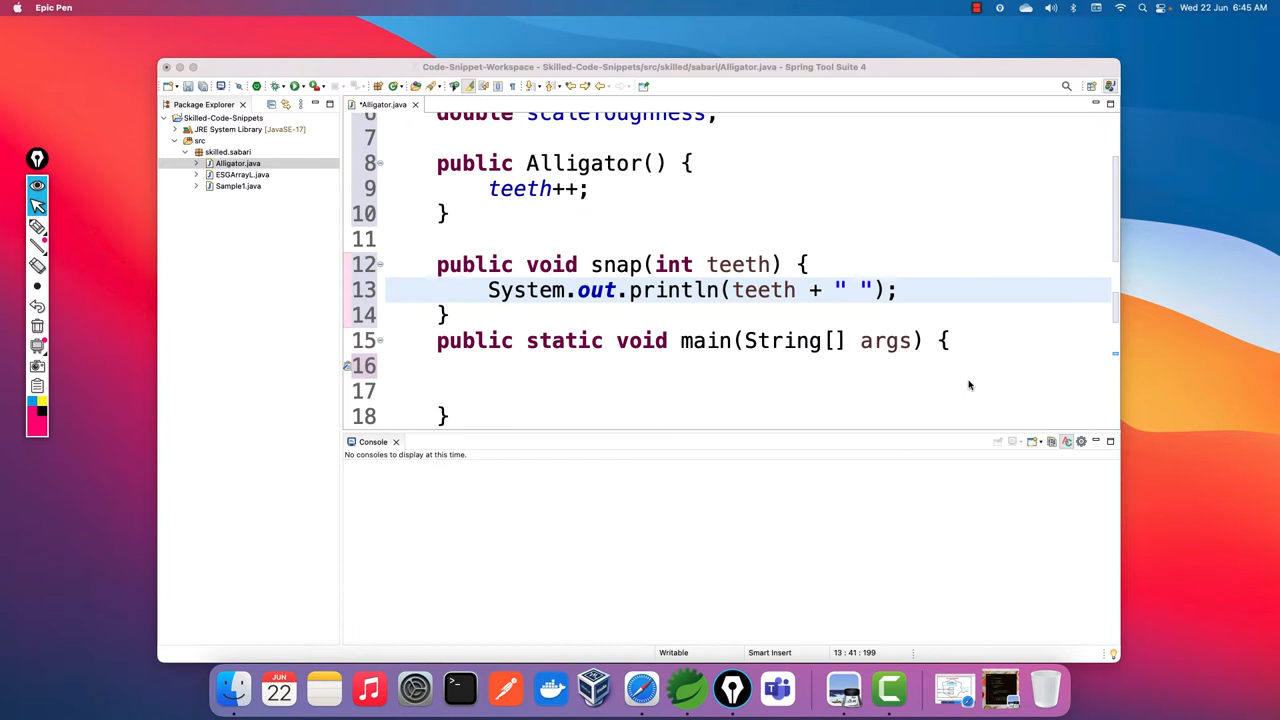 Epic Pen
Wed 22 Jun 6:45 AM
Code-Snippet-Workspace - Skilled-Code-Snippets/src/skilled/sabari/Alligator.java - Spring Tool Suite 4
Package Explorer
*Alligator.java
Skilled-Code-Snippets
JRE System Library [JavaSE-17]
src
skilled.sabari
Alligator.java
ESGArrayL.java
Sample1.java
6 double scaleroughness;
7
8 public Alligator() {
9 teeth++;
10 }
11
12 public void snap(int teeth) {
13 System.out.println(teeth + " ");
14 }
15 public static void main(String[] args) {
16
17
18 }
Console
No consoles to display at this time.
Writable
Smart Insert
13 : 41 : 199
JUN
22